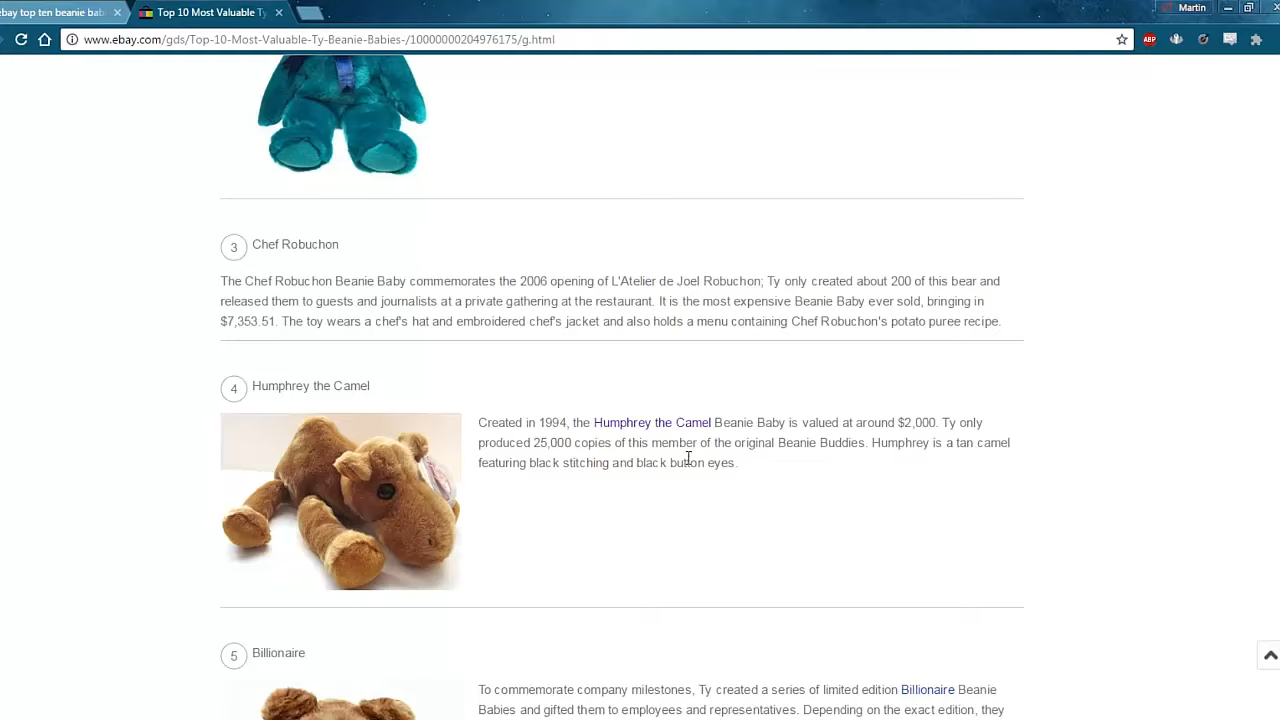 ebay top ten beanie bab
Top 10 Most Valuable Ty
Martin
www.ebay.com/gds/Top-10-Most-Valuable-Ty-Beanie-Babies-/10000000204976175/g.html
ABP
3 Chef Robuchon
The Chef Robuchon Beanie Baby commemorates the 2006 opening of L'Atelier de Joel Robuchon; Ty only created about 200 of this bear and
released them to guests and journalists at a private gathering at the restaurant. It is the most expensive Beanie Baby ever sold, bringing in
$7,353.51. The toy wears a chef's hat and embroidered chef's jacket and also holds a menu containing Chef Robuchon's potato puree recipe.
4 Humphrey the Camel
Created in 1994, the Humphrey the Camel Beanie Baby is valued at around $2,000. Ty only
produced 25,000 copies of this member of the original Beanie Buddies. Humphrey is a tan camel
featuring black stitching and black button eyes.
5 Billionaire
To commemorate company milestones, Ty created a series of limited edition Billionaire Beanie
Babies and gifted them to employees and representatives. Depending on the exact edition, they